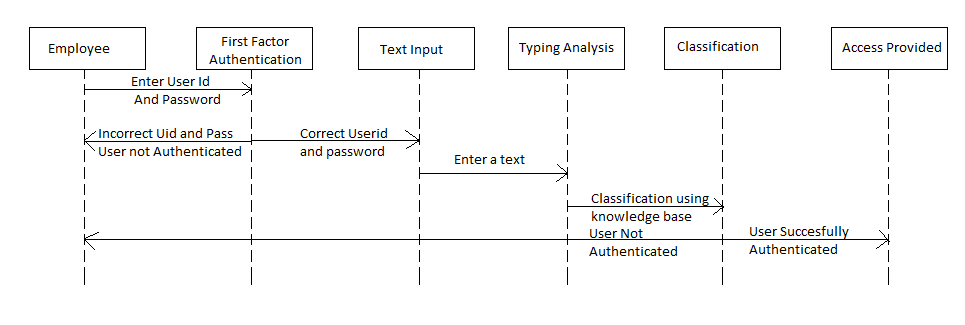 Employee
First Factor
Authentication
Text Input
Typing Analysis
Classification
Access Provided
Enter User Id
And Password
Incorrect Uid and Pass
User not Authenticated
Correct Userid
and password
Enter a text
Classification using
knowledge base
User Not
Authenticated
User Succesfully
Authenticated